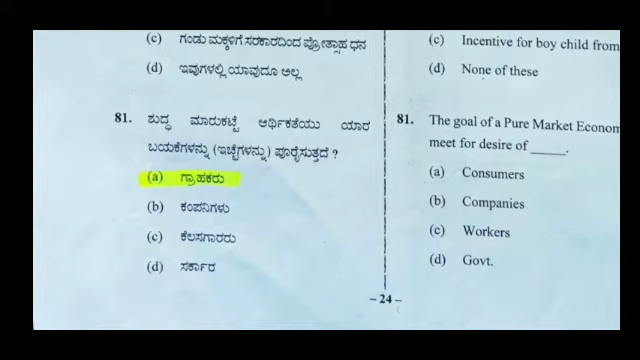 (c) ಗಂಡು ಮಕ್ಕಳಿಗೆ ಸರಕಾರದಿಂದ ಪ್ರೋತ್ಸಾಹ ಧನ
(d) ಇವುಗಳಲ್ಲಿ ಯಾವುದೂ ಅಲ್ಲ
81. ಶುದ್ಧ ಮಾರುಕಟ್ಟೆ ಆರ್ಥಿಕತೆಯು ಯಾರ
ಬಯಕೆಗಳನ್ನು (ಇಚ್ಛೆಗಳನ್ನು) ಪೂರೈಸುತ್ತದೆ ?
(a) ಗ್ರಾಹಕರು
(b) ಕಂಪನಿಗಳು
(c) ಕೆಲಸಗಾರರು
(d) ಸರ್ಕಾರ
(c) Incentive for boy child from
(d) None of these
81. The goal of a Pure Market Econom
meet for desire of _____.
(a) Consumers
(b) Companies
(c) Workers
(d) Govt.
– 24 –